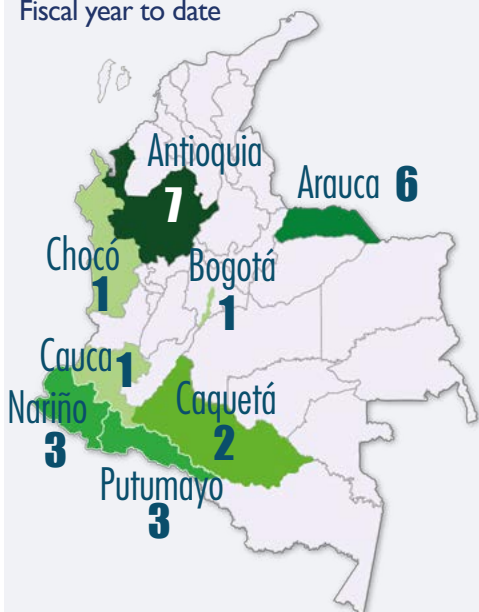 Fiscal year to date
Antioquia
7
Arauca 6
Chocó
1
Bogotá
1
Cauca 1
Nariño
3
Caquetá
2
Putumayo
3